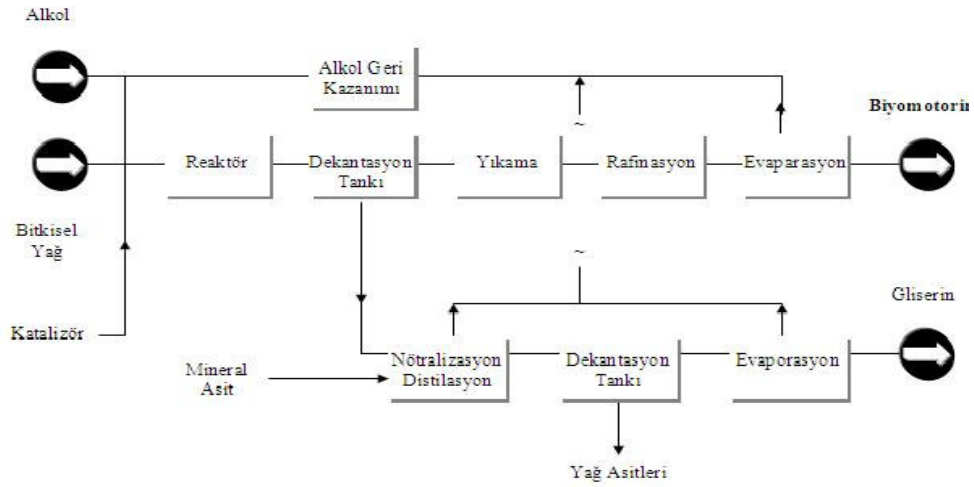 Alkol
Alkol Geri
Kazanımı
Biyomotorin
Reaktör
Dekantasyon
Tankı
Yıkama
Rafinasyon
Evaparasyon
~
Bitkisel
Yağ
~
Gliserin
Katalizör
Mineral
Asit
Nötralizasyon
Distilasyon
Dekantasyon
Tankı
Evaporasyon
Yağ Asitleri